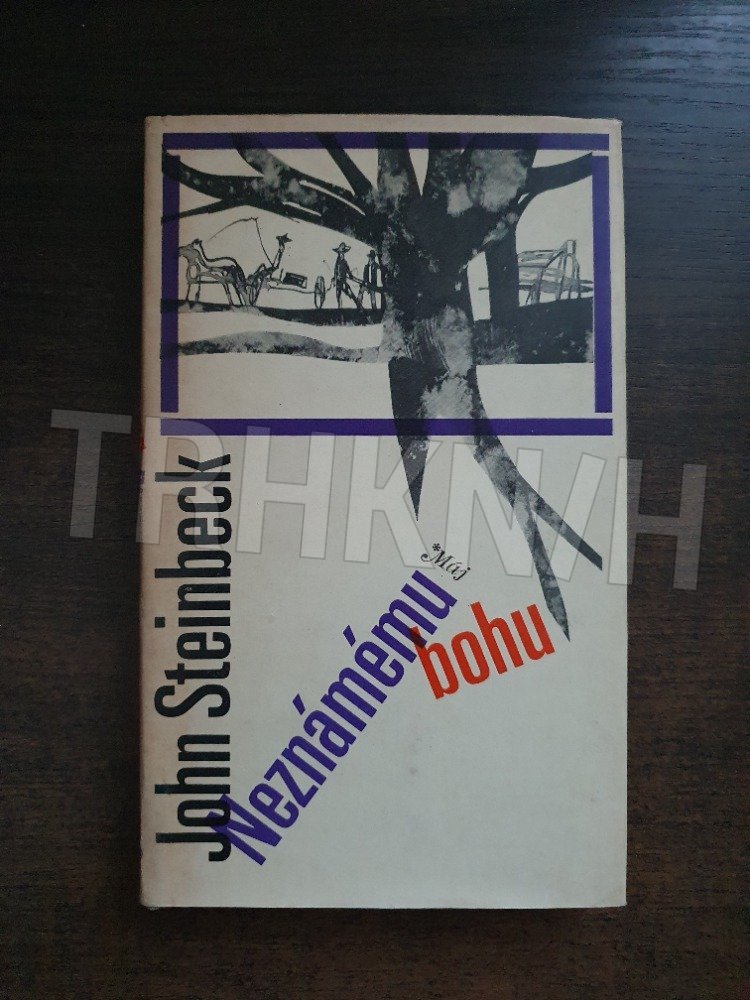 TRHKNIH
John Steinbeck
*Máj
Neznámému
bohu